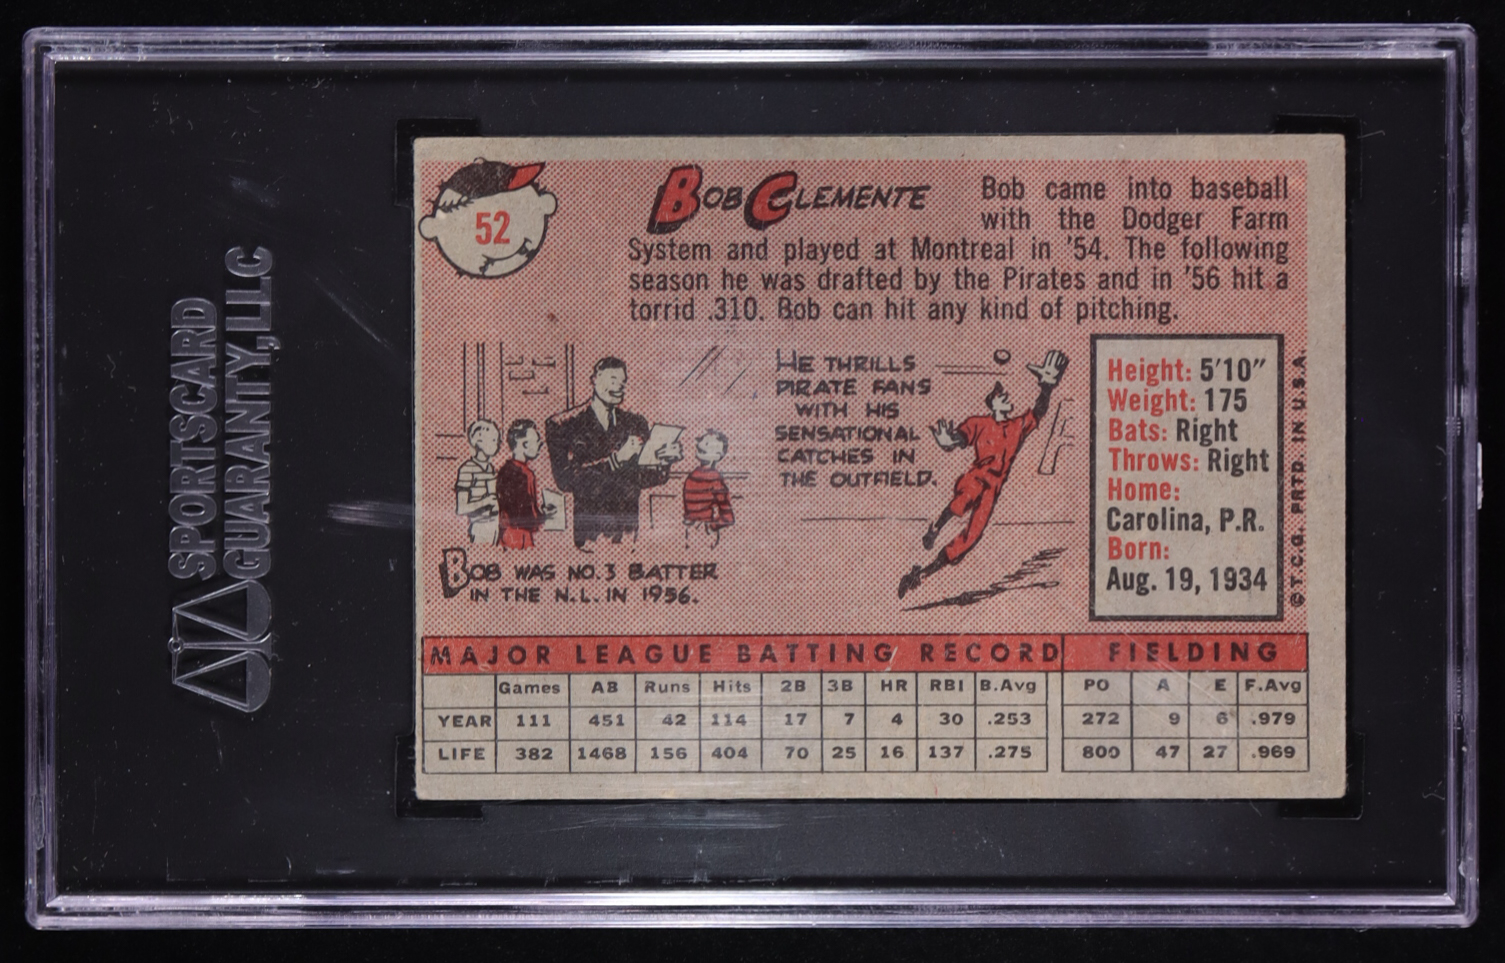 SPORTSCARD
GUARANTY, LLC
52
BOB CLEMENTE
Bob came into baseball
with the Dodger Farm
System and played at Montreal in '54. The following
season he was drafted by the Pirates and in '56 hit a
torrid .310. Bob can hit any kind of pitching.
HE THRILLS
PIRATE FANS
WITH HIS
SENSATIONAL
CATCHES IN
THE OUTFIELD.
BOB WAS NO. 3 BATTER
IN THE N.L. IN 1956.
Height: 5'10"
Weight: 175
Bats: Right
Throws: Right
Home:
Carolina, P.R.
Born:
Aug. 19, 1934
© T.C.G. PRTD. IN U.S.A.
MAJOR LEAGUE BATTING RECORD FIELDING
Games AB Runs Hits 2B 3B HR RBI B.Avg PO A E F.Avg
YEAR 111 451 42 114 17 7 4 30 .253 272 9 6 .979
LIFE 382 1468 156 404 70 25 16 137 .275 800 47 27 .969